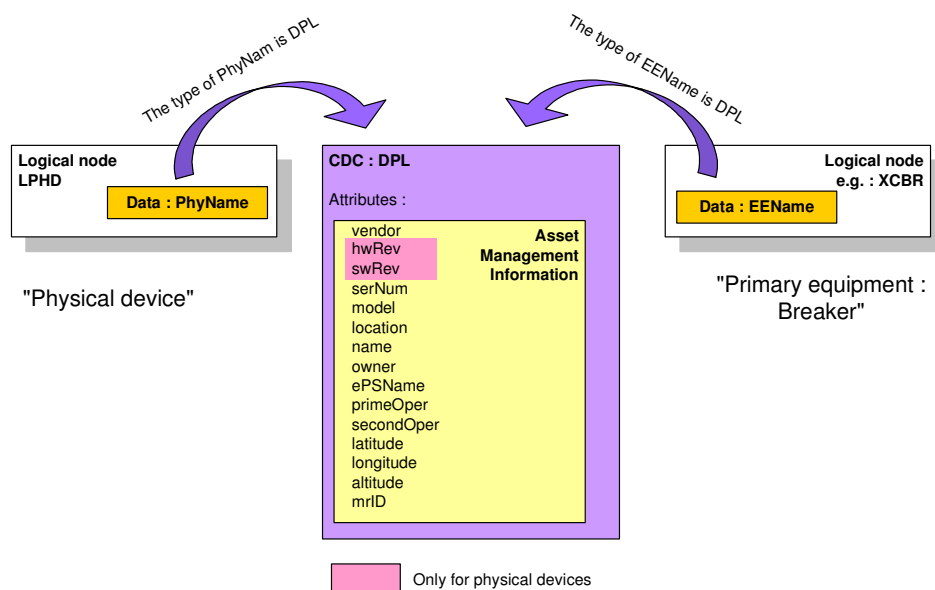 The type of PhyNam is DPL
The type of EEName is DPL
Logical node
LPHD
Data : PhyName
"Physical device"
CDC : DPL
Attributes :
vendor
hwRev
swRev
serNum
model
location
name
owner
ePSName
primeOper
secondOper
latitude
longitude
altitude
mrID
Asset
Management
Information
Logical node
e.g. : XCBR
Data : EEName
"Primary equipment :
Breaker"
Only for physical devices